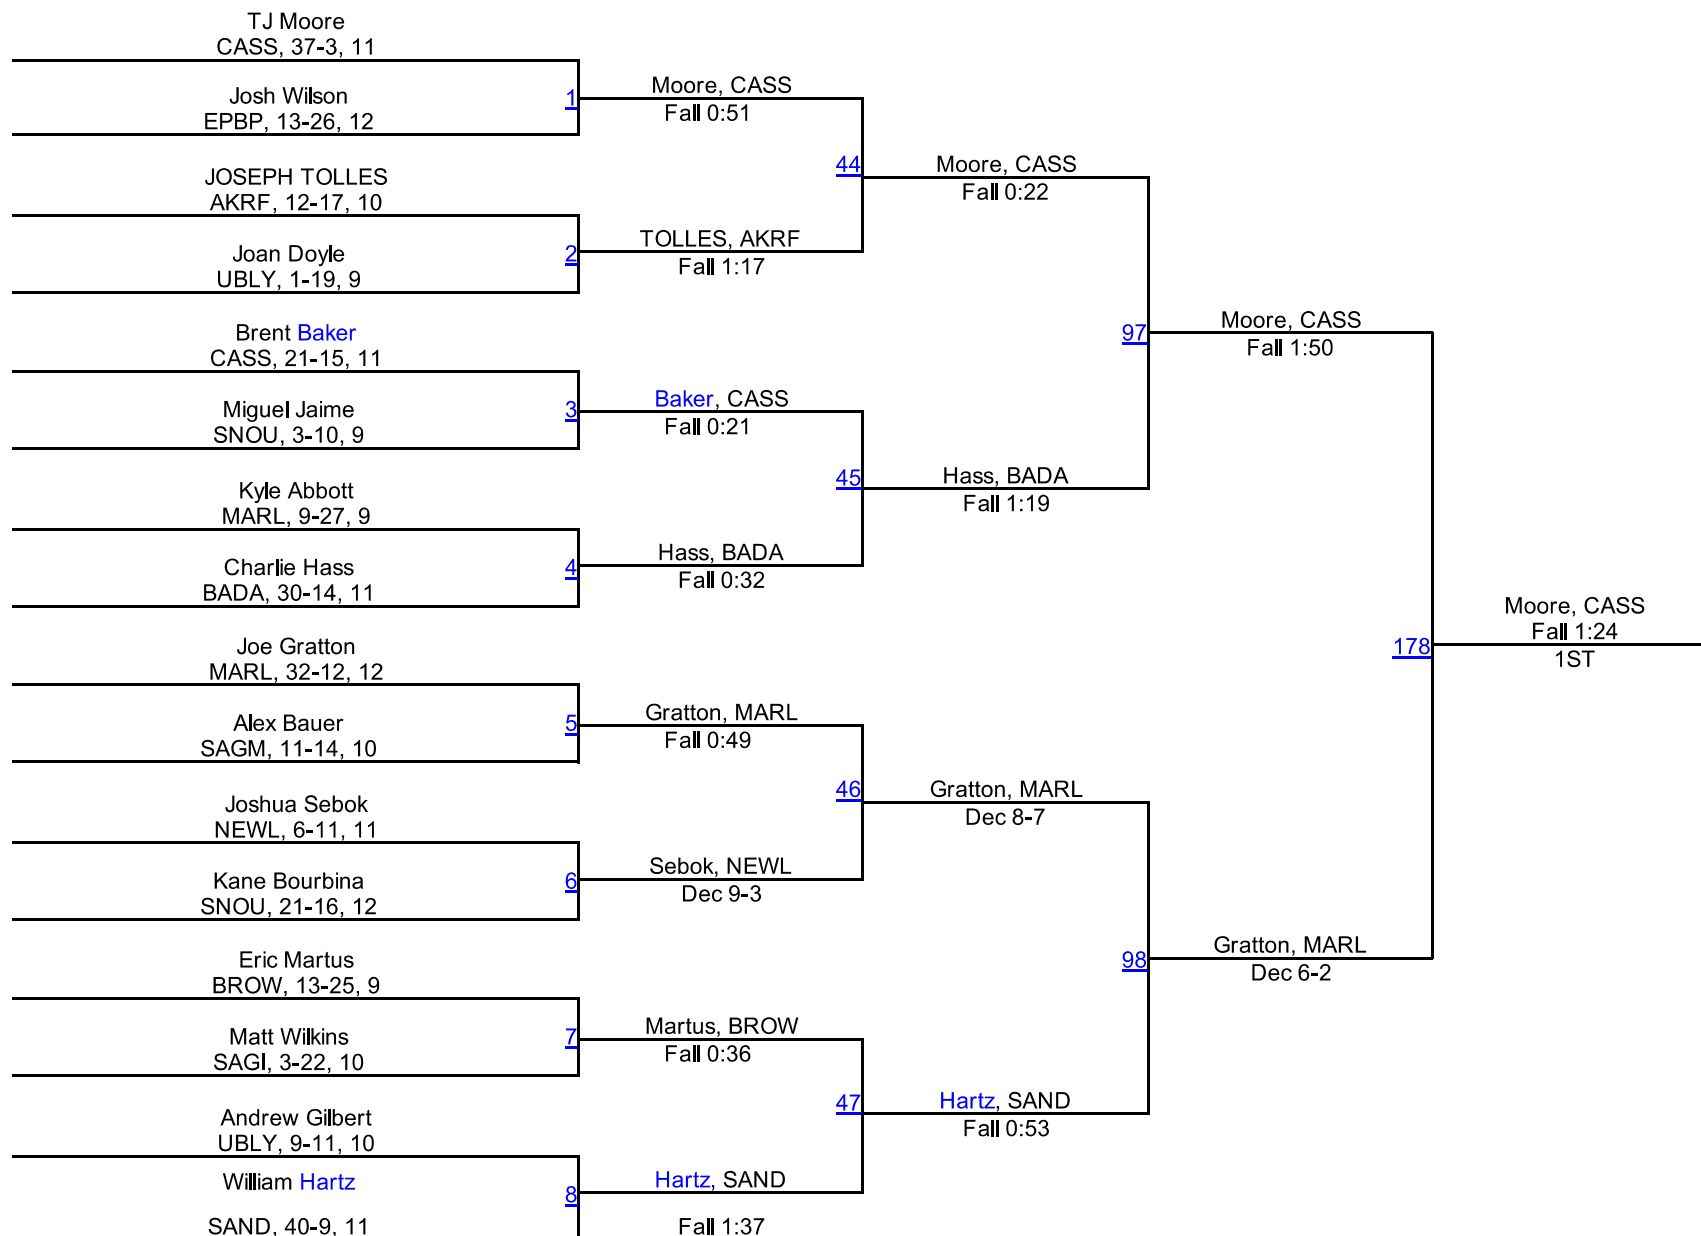 TJ Moore
CASS, 37-3, 11
Josh Wilson
EPBP, 13-26, 12
1
Moore, CASS
Fall 0:51
JOSEPH TOLLES
AKRF, 12-17, 10
Joan Doyle
UBLY, 1-19, 9
2
TOLLES, AKRF
Fall 1:17
44
Moore, CASS
Fall 0:22
Brent Baker
CASS, 21-15, 11
Miguel Jaime
SNOU, 3-10, 9
3
Baker, CASS
Fall 0:21
Kyle Abbott
MARL, 9-27, 9
Charlie Hass
BADA, 30-14, 11
4
Hass, BADA
Fall 0:32
45
Hass, BADA
Fall 1:19
97
Moore, CASS
Fall 1:50
Joe Gratton
MARL, 32-12, 12
Alex Bauer
SAGM, 11-14, 10
5
Gratton, MARL
Fall 0:49
Joshua Sebok
NEWL, 6-11, 11
Kane Bourbina
SNOU, 21-16, 12
6
Sebok, NEWL
Dec 9-3
46
Gratton, MARL
Dec 8-7
Eric Martus
BROW, 13-25, 9
Matt Wilkins
SAGI, 3-22, 10
7
Martus, BROW
Fall 0:36
Andrew Gilbert
UBLY, 9-11, 10
William Hartz
SAND, 40-9, 11
8
Hartz, SAND
Fall 1:37
47
Hartz, SAND
Fall 0:53
98
Gratton, MARL
Dec 6-2
178
Moore, CASS
Fall 1:24
1ST